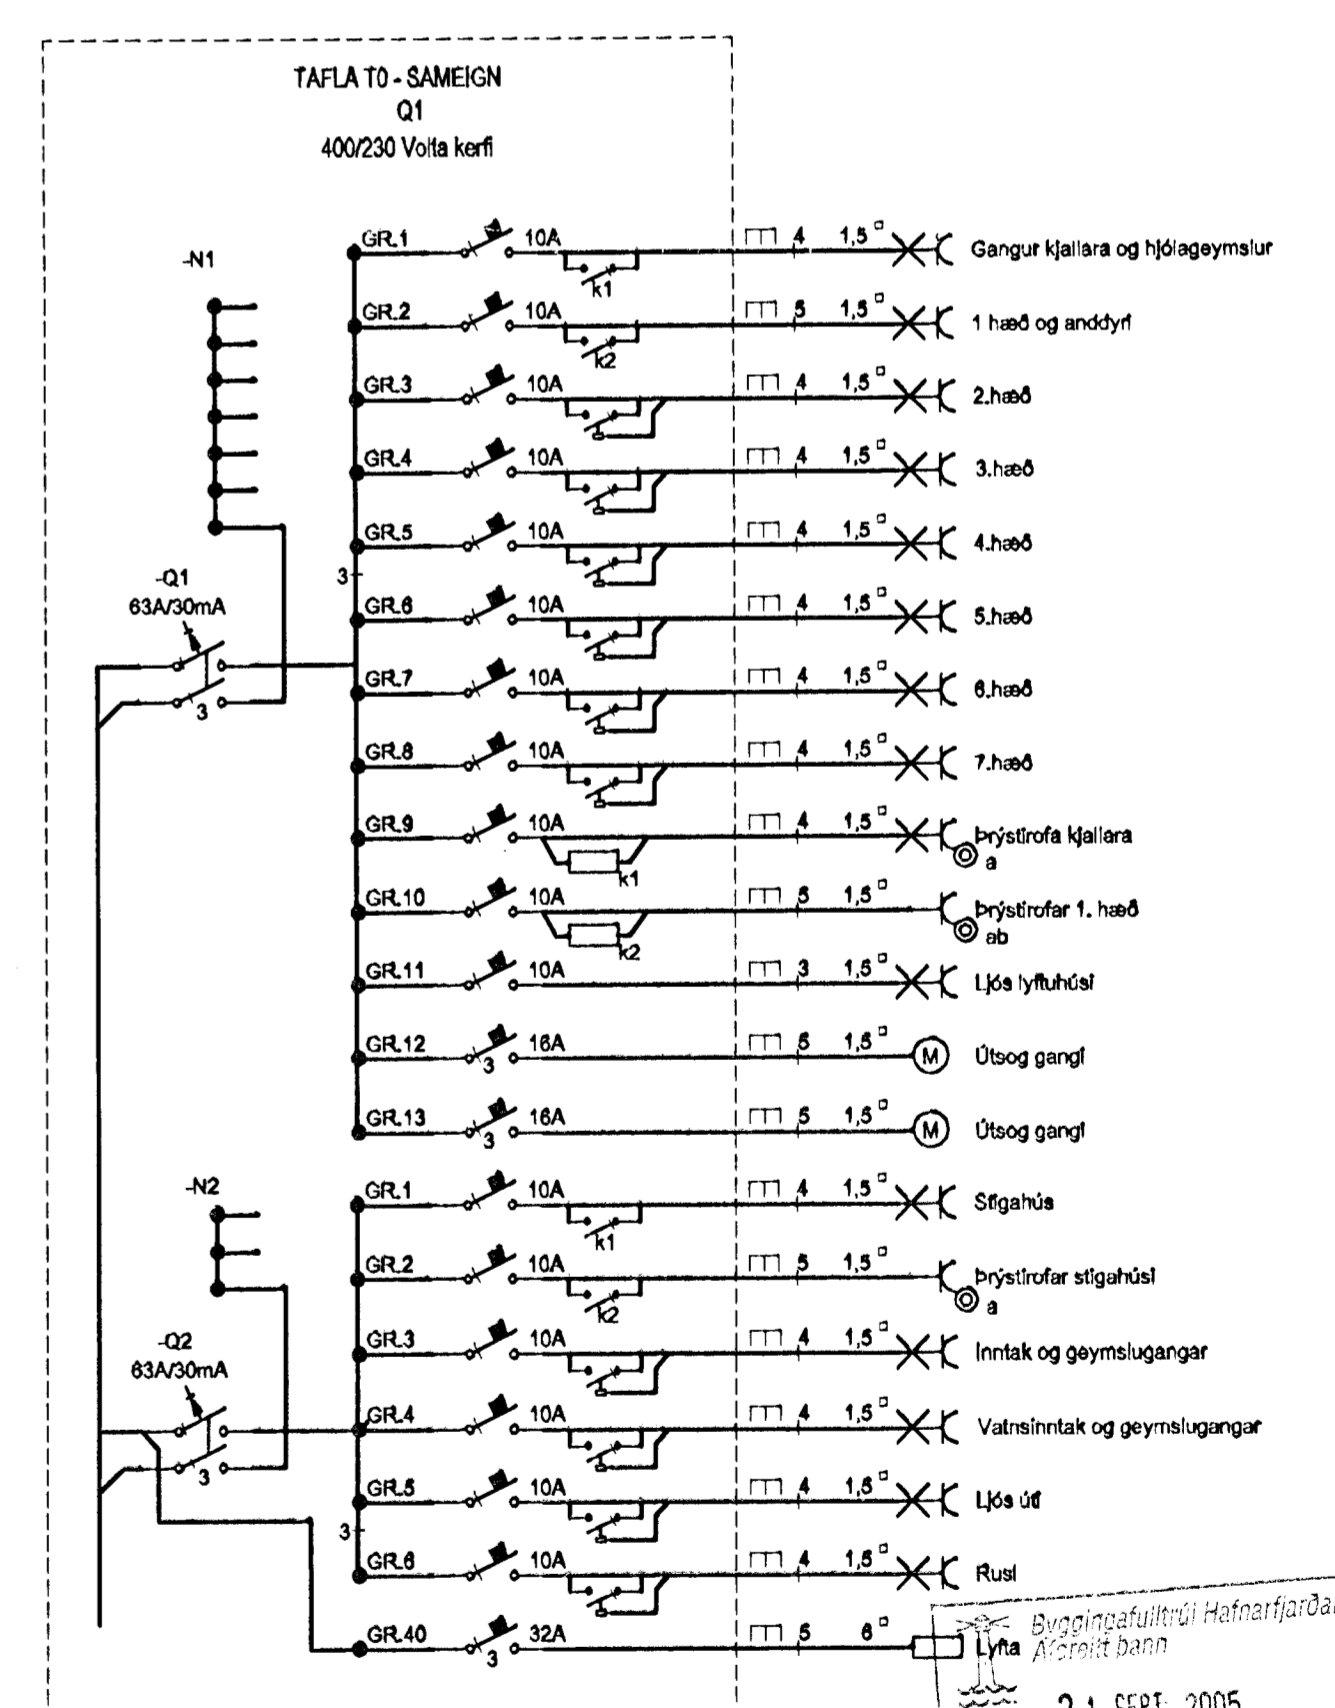 TAFLA T0 - SAMEIGN
Q1
400/230 Volta kerfi
-N1
GR.1 10A k1 4 1,5 Gangur kjallara og hjólageymslur
GR.2 10A k2 5 1,5 1 hæð og anddyri
GR.3 10A 4 1,5 2.hæð
GR.4 10A 4 1,5 3.hæð
GR.5 10A 4 1,5 4.hæð
3
-Q1
63A/30mA
3
GR.6 10A 4 1,5 5.hæð
GR.7 10A 4 1,5 6.hæð
GR.8 10A 4 1,5 7.hæð
GR.9 10A k1 4 1,5 Þrýstirofa kjallara
a
GR.10 10A k2 5 1,5 Þrýstirofar 1. hæð
ab
GR.11 10A 3 1,5 Ljós lyftuhúsi
GR.12 3 16A 5 1,5 M Útsog gangi
GR.13 3 16A 5 1,5 M Útsog gangi
-N2
GR.1 10A k1 4 1,5 Stigahús
GR.2 10A k2 5 1,5 Þrýstirofar stigahúsi
a
-Q2
63A/30mA
3
GR.3 10A 4 1,5 Inntak og geymslugangar
GR.4 10A 4 1,5 Vatnsinntak og geymslugangar
GR.5 10A 4 1,5 Ljós úti
3
GR.6 10A 4 1,5 Rusl
GR.40 3 32A 5 6 Lyfta
Byggingafulltrúi Hafnarfjarðar
Afgreitt þann
21 SEPT. 2005